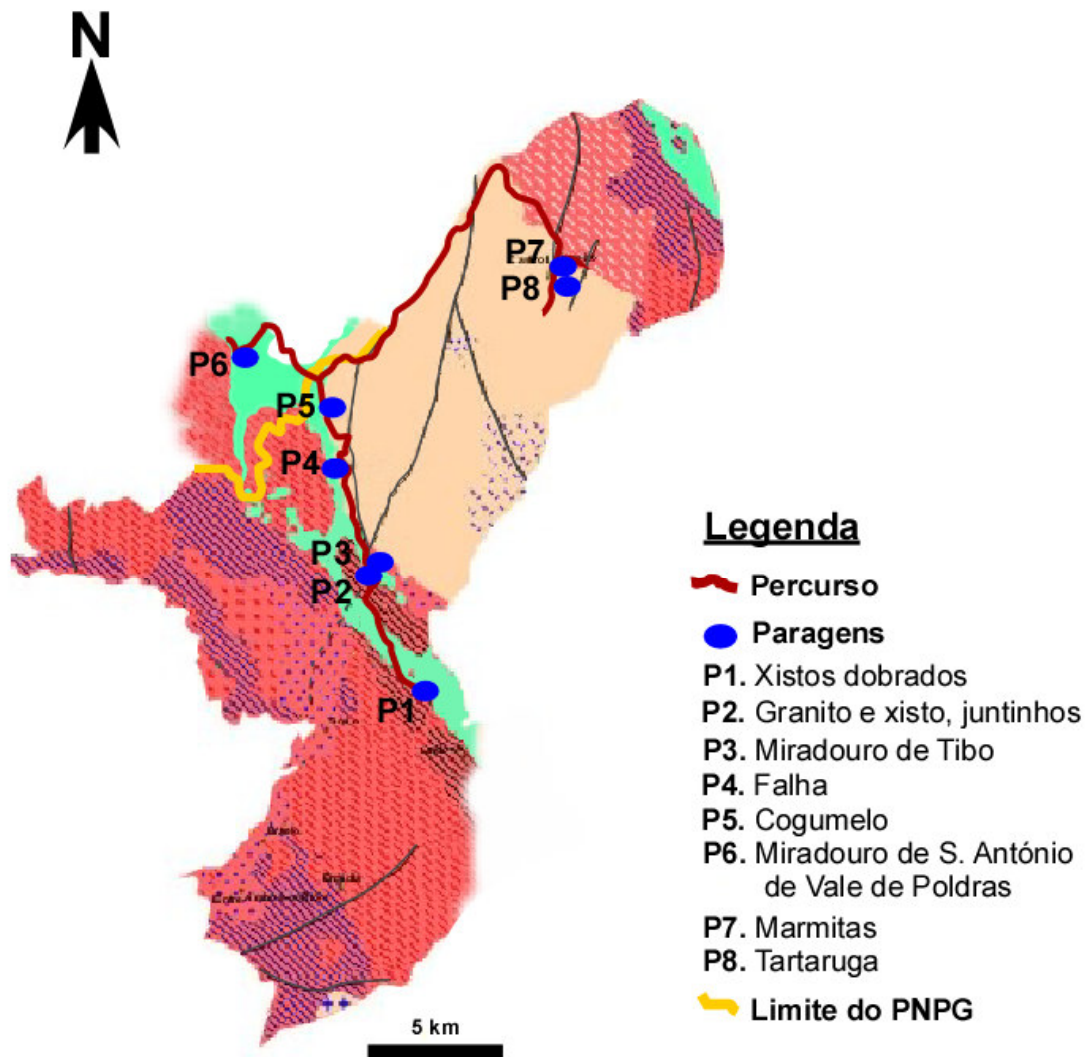 N
P7
P8
P6
P5
P4
P3
P2
P1
Legenda
Percurso
Paragens
P1. Xistos dobrados
P2. Granito e xisto, juntinhos
P3. Miradouro de Tibo
P4. Falha
P5. Cogumelo
P6. Miradouro de S. António
de Vale de Poldras
P7. Marmitas
P8. Tartaruga
Limite do PNPG
5 km